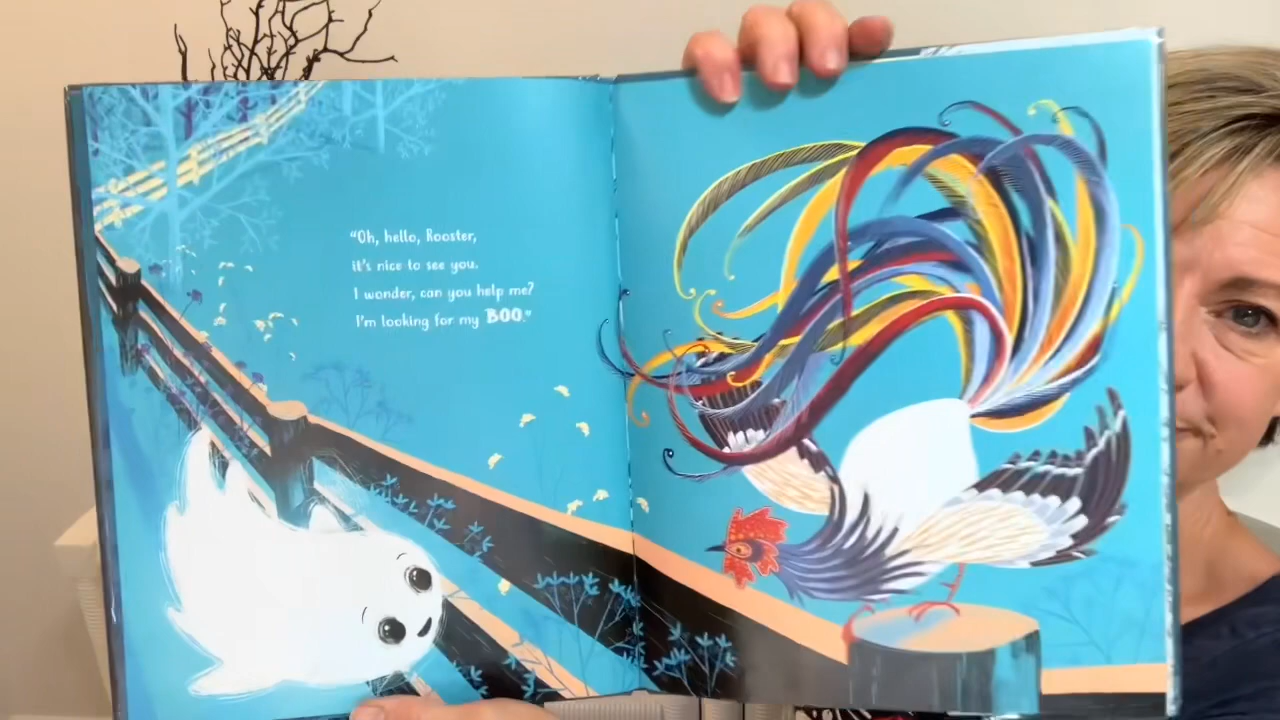 “Oh, hello, Rooster,
it's nice to see you.
I wonder, can you help me?
I'm looking for my BOO.”